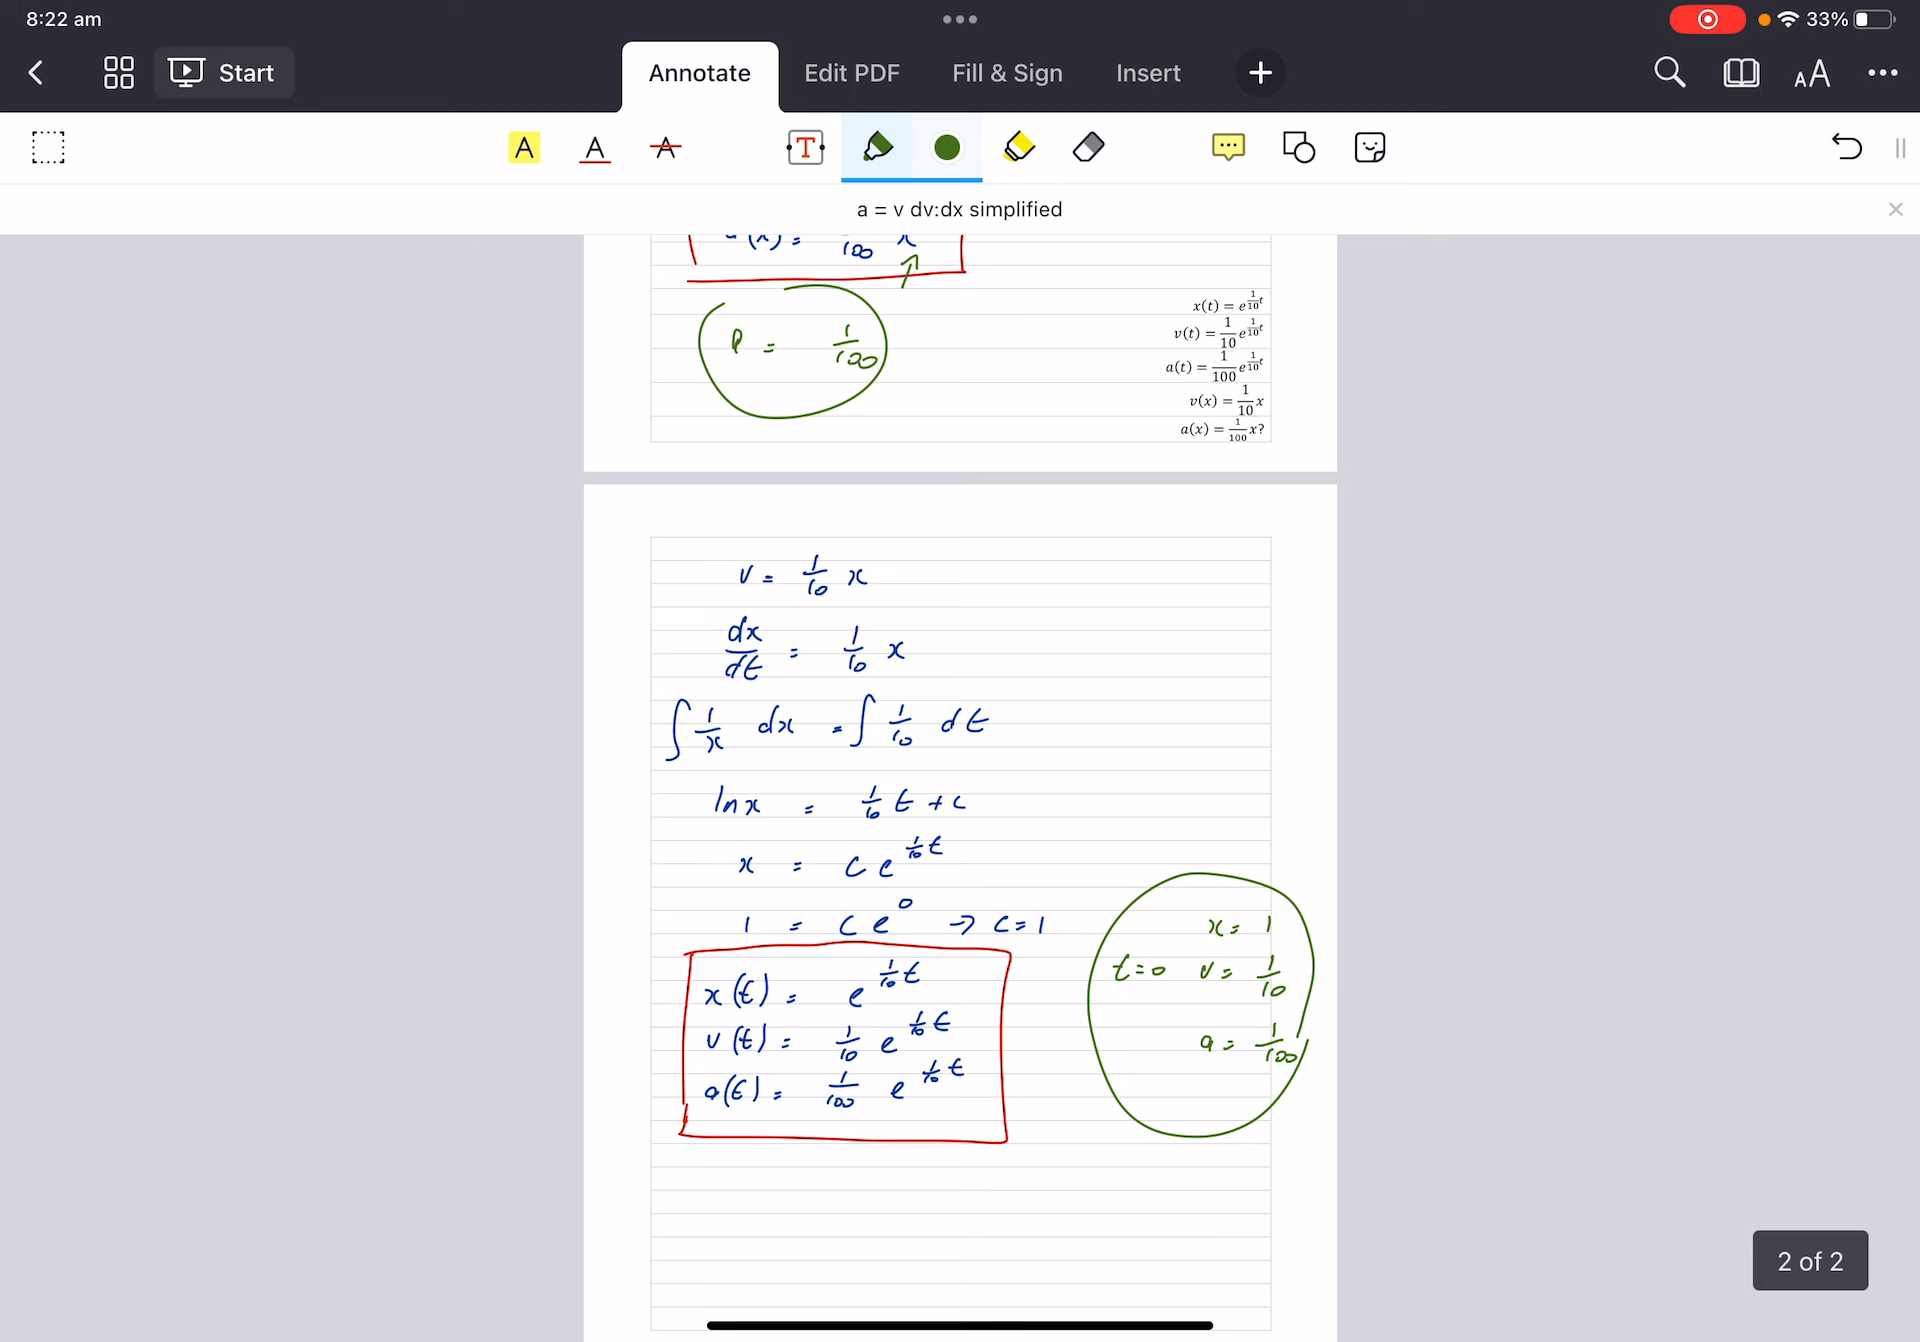 8:22 am
33%
Start
Annotate
Edit PDF
Fill & Sign
Insert
AA
A A A T
a = v dv:dx simplified
100 x
= 1/100
x(t) = e^{1/10 t}
v(t) = 1/10 e^{1/10 t}
a(t) = 1/100 e^{1/10 t}
v(x) = 1/10 x
a(x) = 1/100 x?
v = 1/10 x
dx/dt = 1/10 x
∫ 1/x dx = ∫ 1/10 dt
ln x = 1/10 t + c
x = c e^{1/10 t}
1 = c e^0 → c = 1
x(t) = e^{1/10 t}
v(t) = 1/10 e^{1/10 t}
a(t) = 1/100 e^{1/10 t}
x = 1
t = 0 v = 1/10
a = 1/100
2 of 2